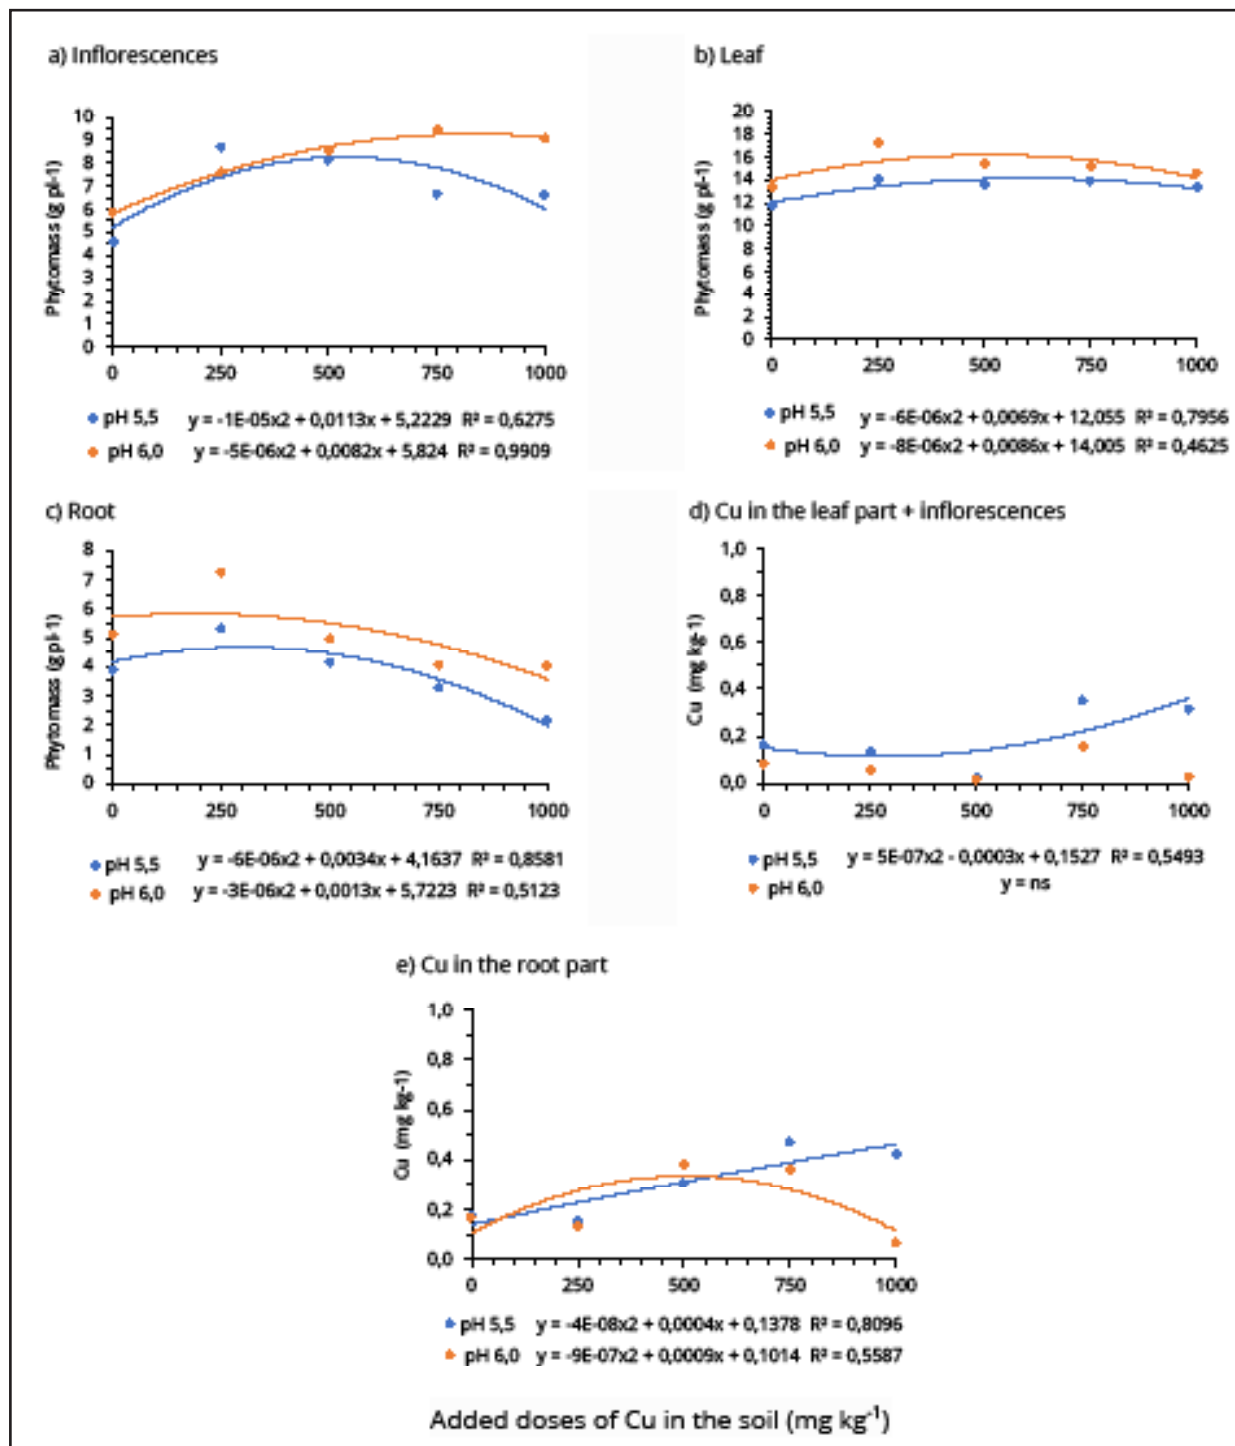 a) Inflorescences
Phytomass (g pl-1)
10
9
8
7
6
5
4
3
2
1
0
0 250 500 750 1000
pH 5,5 y = -1E-05x2 + 0,0113x + 5,2229 R² = 0,6275
pH 6,0 y = -5E-06x2 + 0,0082x + 5,824 R² = 0,9909
b) Leaf
Phytomass (g pl-1)
20
18
16
14
12
10
8
6
4
2
0
0 250 500 750 1000
pH 5,5 y = -6E-06x2 + 0,0069x + 12,055 R² = 0,7956
pH 6,0 y = -8E-06x2 + 0,0086x + 14,005 R² = 0,4625
c) Root
Phytomass (g pl-1)
8
7
6
5
4
3
2
1
0
0 250 500 750 1000
pH 5,5 y = -6E-06x2 + 0,0034x + 4,1637 R² = 0,8581
pH 6,0 y = -3E-06x2 + 0,0013x + 5,7223 R² = 0,5123
d) Cu in the leaf part + inflorescences
Cu (mg kg-1)
1,0
0,8
0,6
0,4
0,2
0,0
0 250 500 750 1000
pH 5,5 y = 5E-07x2 - 0,0003x + 0,1527 R² = 0,5493
pH 6,0 y = ns
e) Cu in the root part
Cu (mg kg-1)
1,0
0,8
0,6
0,4
0,2
0,0
0 250 500 750 1000
pH 5,5 y = -4E-08x2 + 0,0004x + 0,1378 R² = 0,8096
pH 6,0 y = -9E-07x2 + 0,0009x + 0,1014 R² = 0,5587
Added doses of Cu in the soil (mg kg⁻¹)